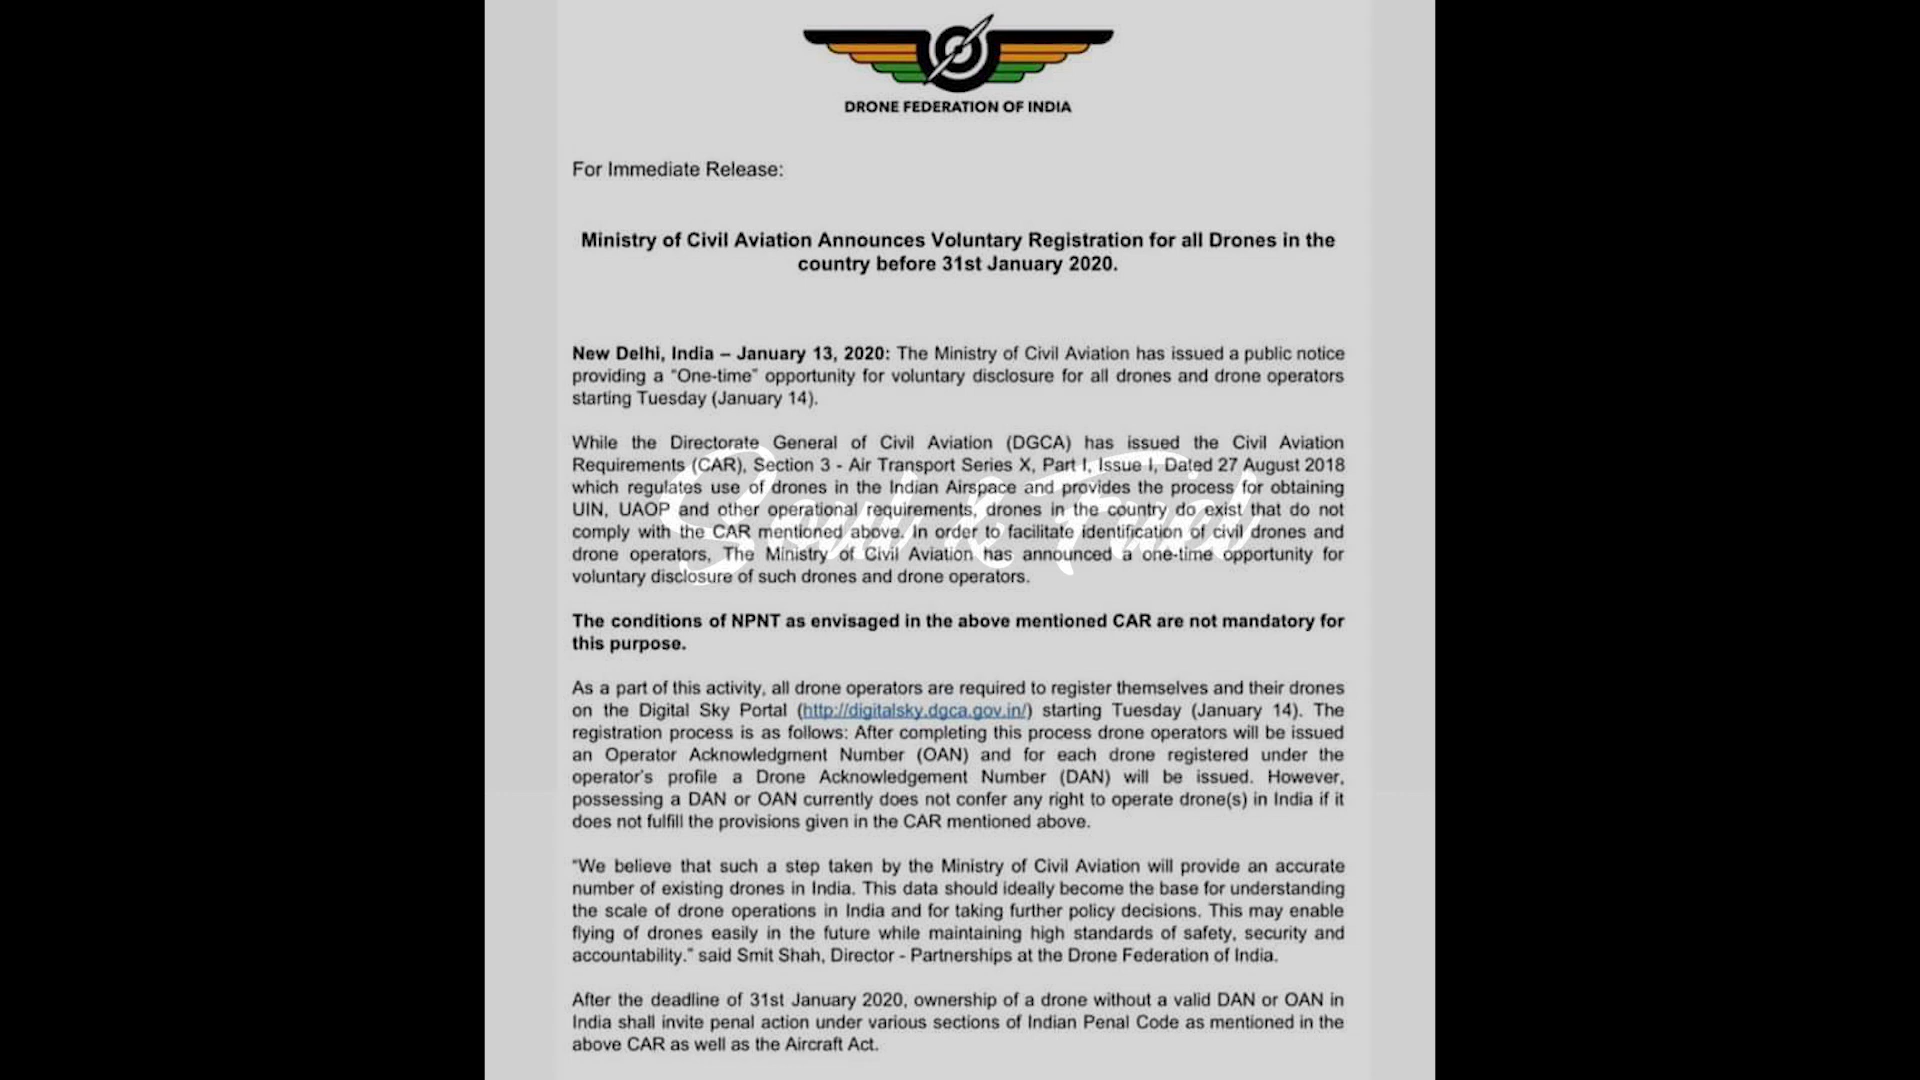 DRONE FEDERATION OF INDIA
For Immediate Release:
Ministry of Civil Aviation Announces Voluntary Registration for all Drones in the
country before 31st January 2020.
New Delhi, India – January 13, 2020: The Ministry of Civil Aviation has issued a public notice
providing a "One-time" opportunity for voluntary disclosure for all drones and drone operators
starting Tuesday (January 14).
While the Directorate General of Civil Aviation (DGCA) has issued the Civil Aviation
Requirements (CAR), Section 3 - Air Transport Series X, Part I, Issue I, Dated 27 August 2018
which regulates use of drones in the Indian Airspace and provides the process for obtaining
UIN, UAOP and other operational requirements, drones in the country do exist that do not
comply with the CAR mentioned above. In order to facilitate identification of civil drones and
drone operators, The Ministry of Civil Aviation has announced a one-time opportunity for
voluntary disclosure of such drones and drone operators.
The conditions of NPNT as envisaged in the above mentioned CAR are not mandatory for
this purpose.
As a part of this activity, all drone operators are required to register themselves and their drones
on the Digital Sky Portal (http://digitalsky.dgca.gov.in/) starting Tuesday (January 14). The
registration process is as follows: After completing this process drone operators will be issued
an Operator Acknowledgment Number (OAN) and for each drone registered under the
operator's profile a Drone Acknowledgement Number (DAN) will be issued. However,
possessing a DAN or OAN currently does not confer any right to operate drone(s) in India if it
does not fulfill the provisions given in the CAR mentioned above.
"We believe that such a step taken by the Ministry of Civil Aviation will provide an accurate
number of existing drones in India. This data should ideally become the base for understanding
the scale of drone operations in India and for taking further policy decisions. This may enable
flying of drones easily in the future while maintaining high standards of safety, security and
accountability." said Smit Shah, Director - Partnerships at the Drone Federation of India.
After the deadline of 31st January 2020, ownership of a drone without a valid DAN or OAN in
India shall invite penal action under various sections of Indian Penal Code as mentioned in the
above CAR as well as the Aircraft Act.